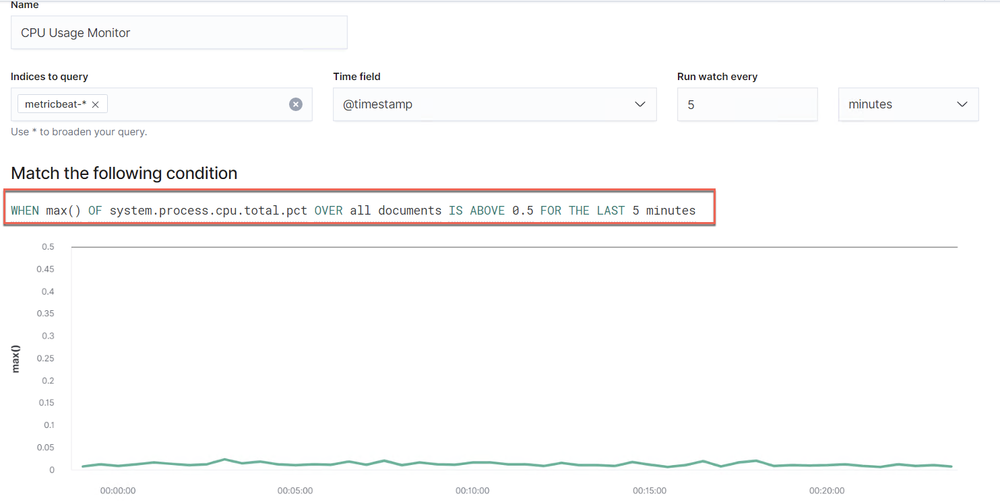 Name
CPU Usage Monitor
Indices to query
Time field
Run watch every
metricbeat-*
@timestamp
5
minutes
Use * to broaden your query.
Match the following condition
WHEN max() OF system.process.cpu.total.pct OVER all documents IS ABOVE 0.5 FOR THE LAST 5 minutes
0.5
0.45
0.4
0.35
0.3
0.25
0.2
0.15
0.1
0.05
0
max()
00:00:00
00:05:00
00:10:00
00:15:00
00:20:00